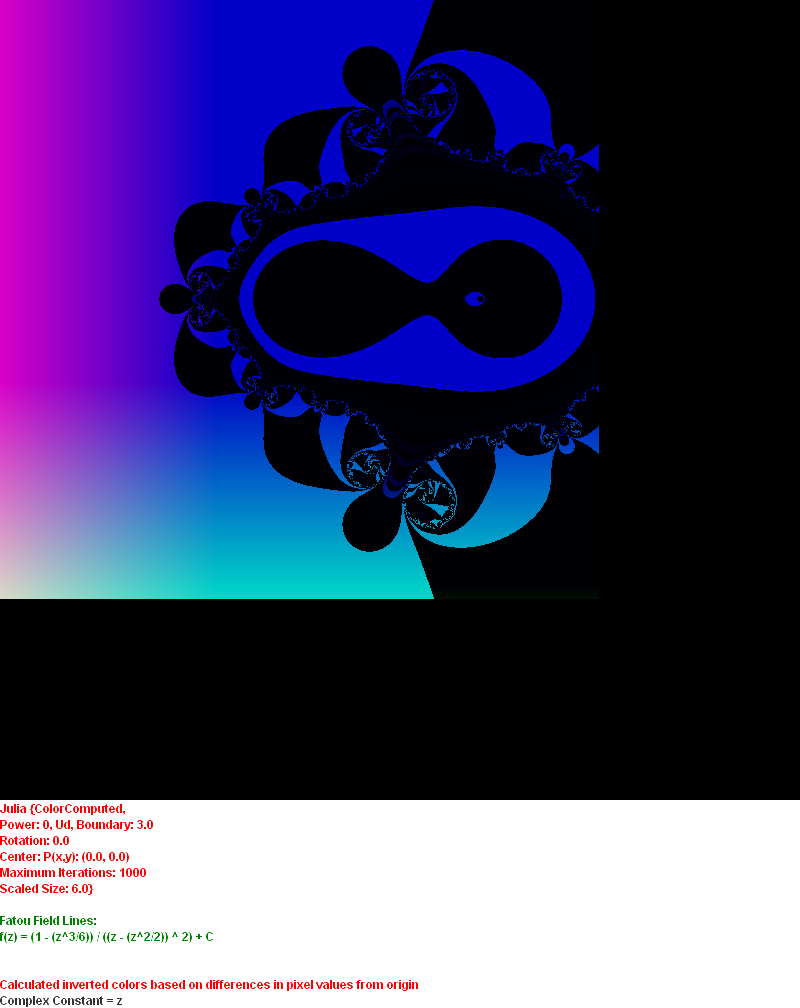 Julia {ColorComputed,
Power: 0, Ud, Boundary: 3.0
Rotation: 0.0
Center: P(x,y): (0.0, 0.0)
Maximum Iterations: 1000
Scaled Size: 6.0}
Fatou Field Lines:
f(z) = (1 - (z^3/6)) / ((z - (z^2/2)) ^ 2) + C
Calculated inverted colors based on differences in pixel values from origin
Complex Constant = z